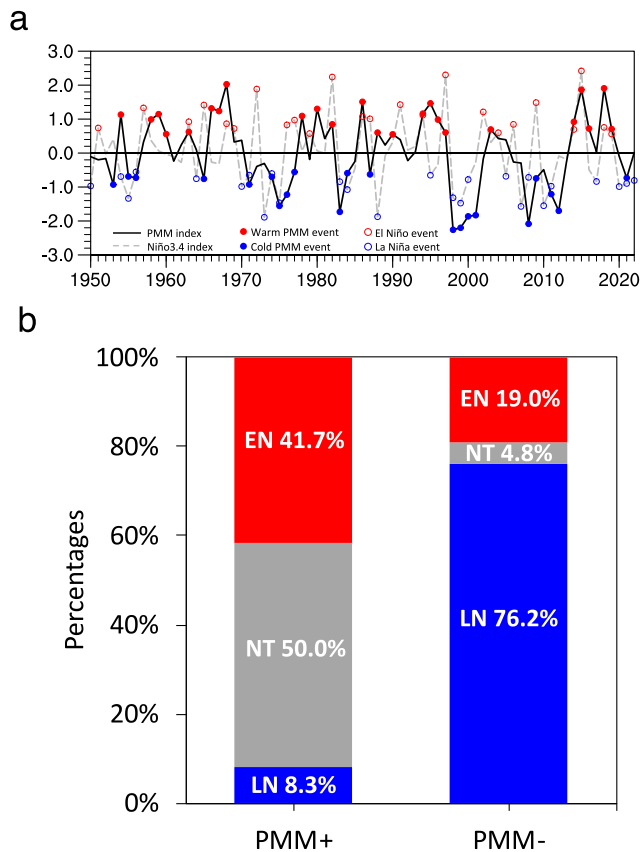 a
3.0
2.0
1.0
0.0
-1.0
-2.0
-3.0
PMM index Warm PMM event El Niño event
Niño3.4 index Cold PMM event La Niña event
1950 1960 1970 1980 1990 2000 2010 2020
b
100%
80%
60%
40%
20%
0%
Percentages
EN 41.7%
NT 50.0%
LN 8.3%
EN 19.0%
NT 4.8%
LN 76.2%
PMM+ PMM-